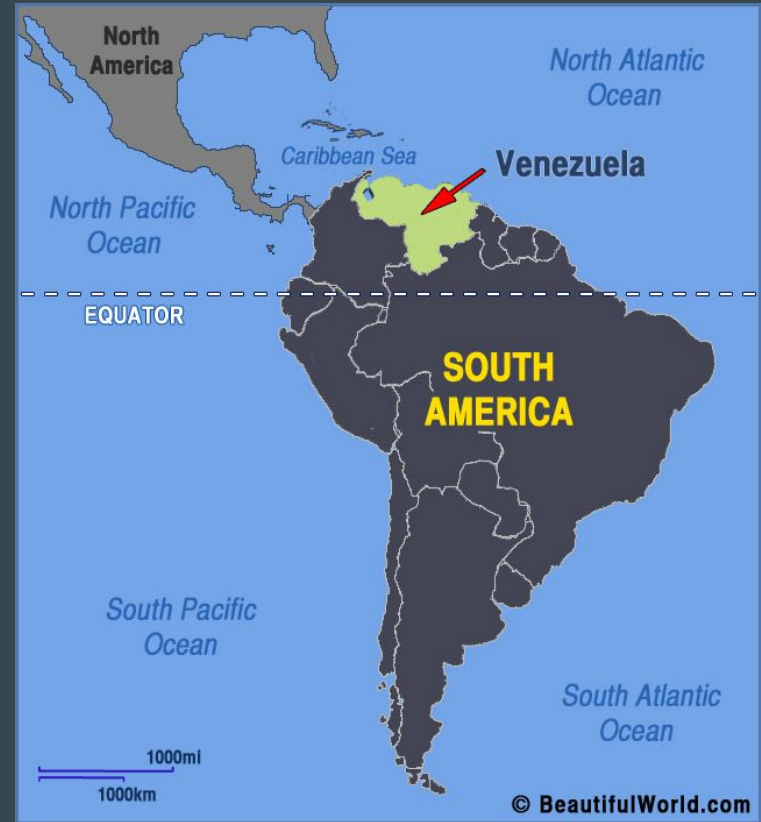 North
America
North Atlantic
Ocean
Caribbean Sea
Venezuela
North Pacific
Ocean
EQUATOR
SOUTH
AMERICA
South Pacific
Ocean
South Atlantic
Ocean
1000mi
1000km
© BeautifulWorld.com